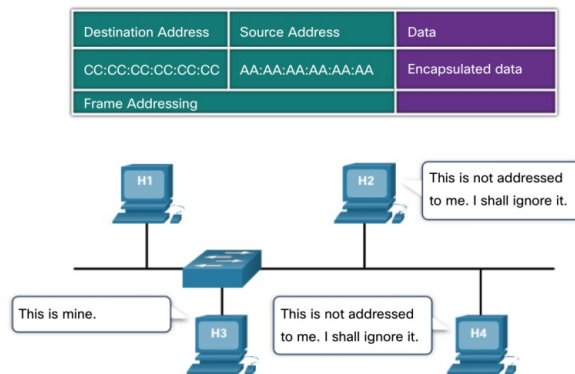 Destination Address Source Address Data
CC:CC:CC:CC:CC:CC AA:AA:AA:AA:AA:AA Encapsulated data
Frame Addressing
H1
H2
This is not addressed
to me. I shall ignore it.
This is mine.
H3
This is not addressed
to me. I shall ignore it.
H4